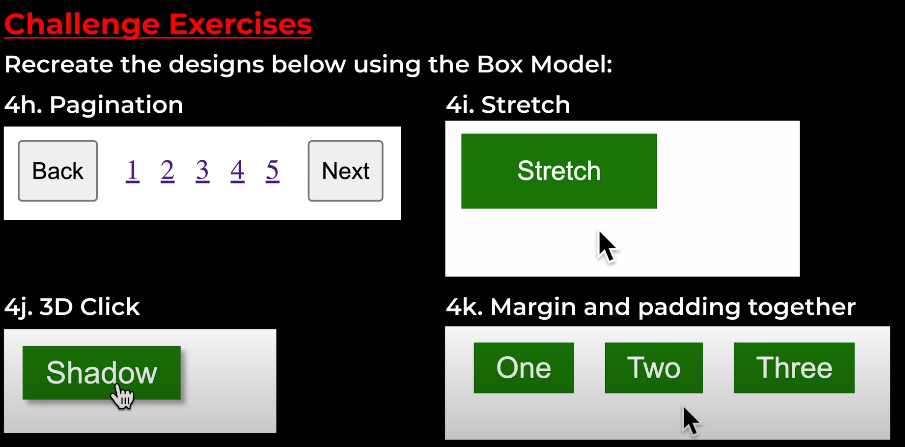 Challenge Exercises
Recreate the designs below using the Box Model:
4h. Pagination
Back 1 2 3 4 5 Next
4i. Stretch
Stretch
4j. 3D Click
Shadow
4k. Margin and padding together
One Two Three